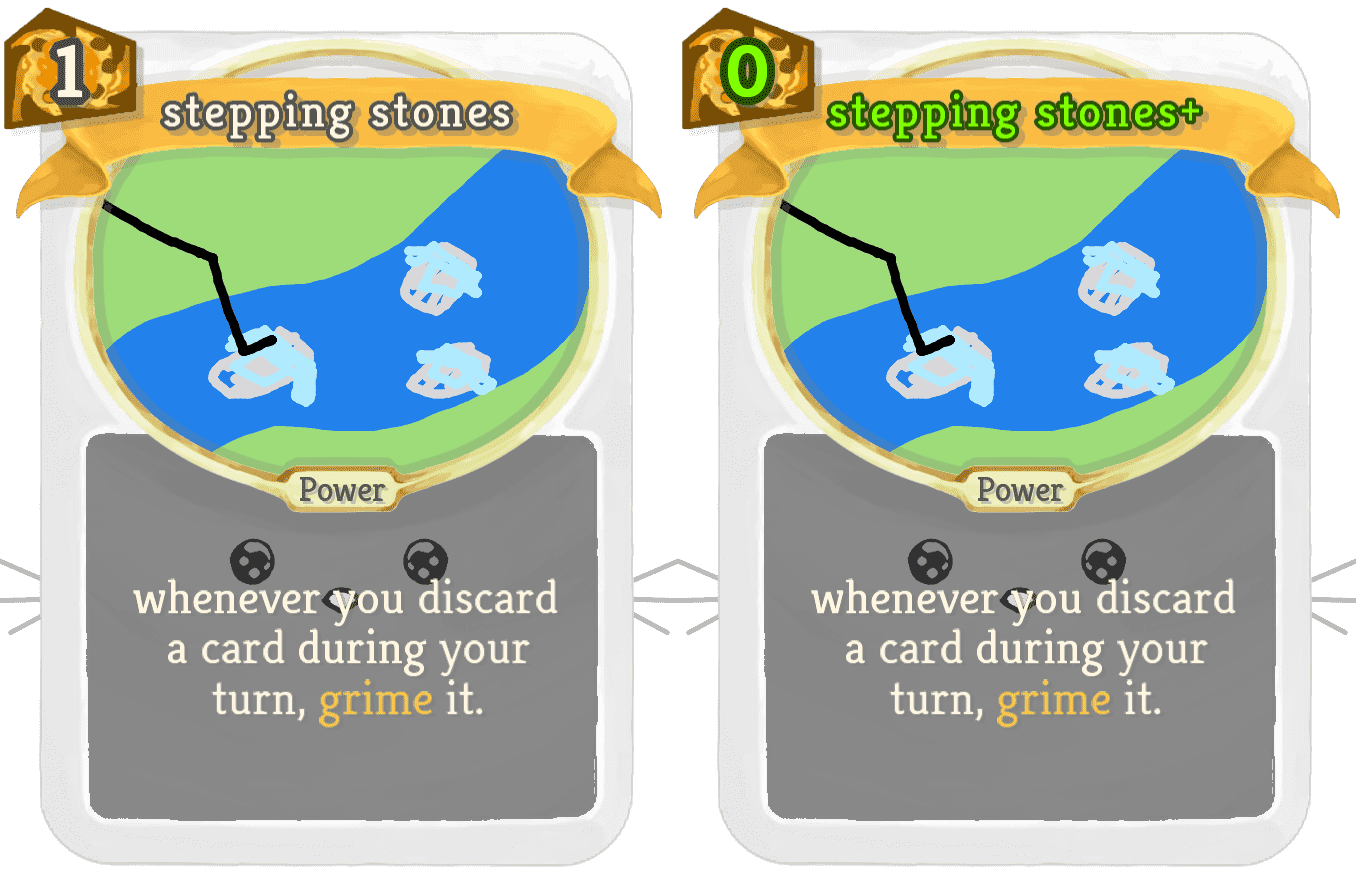 1
stepping stones
Power
whenever you discard
a card during your
turn, grime it.
0
stepping stones+
Power
whenever you discard
a card during your
turn, grime it.